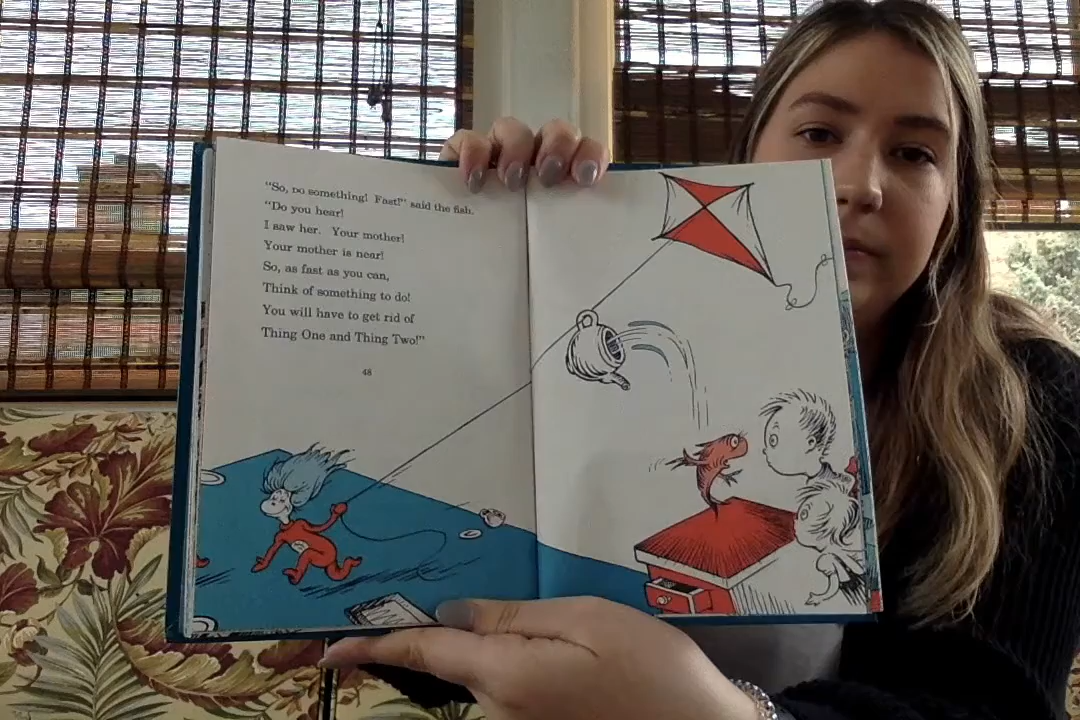 "So, DO something! Fast!" said the fish.
"Do you hear!
I saw her. Your mother!
Your mother is near!
So, as fast as you can,
Think of something to do!
You will have to get rid of
Thing One and Thing Two!"
48